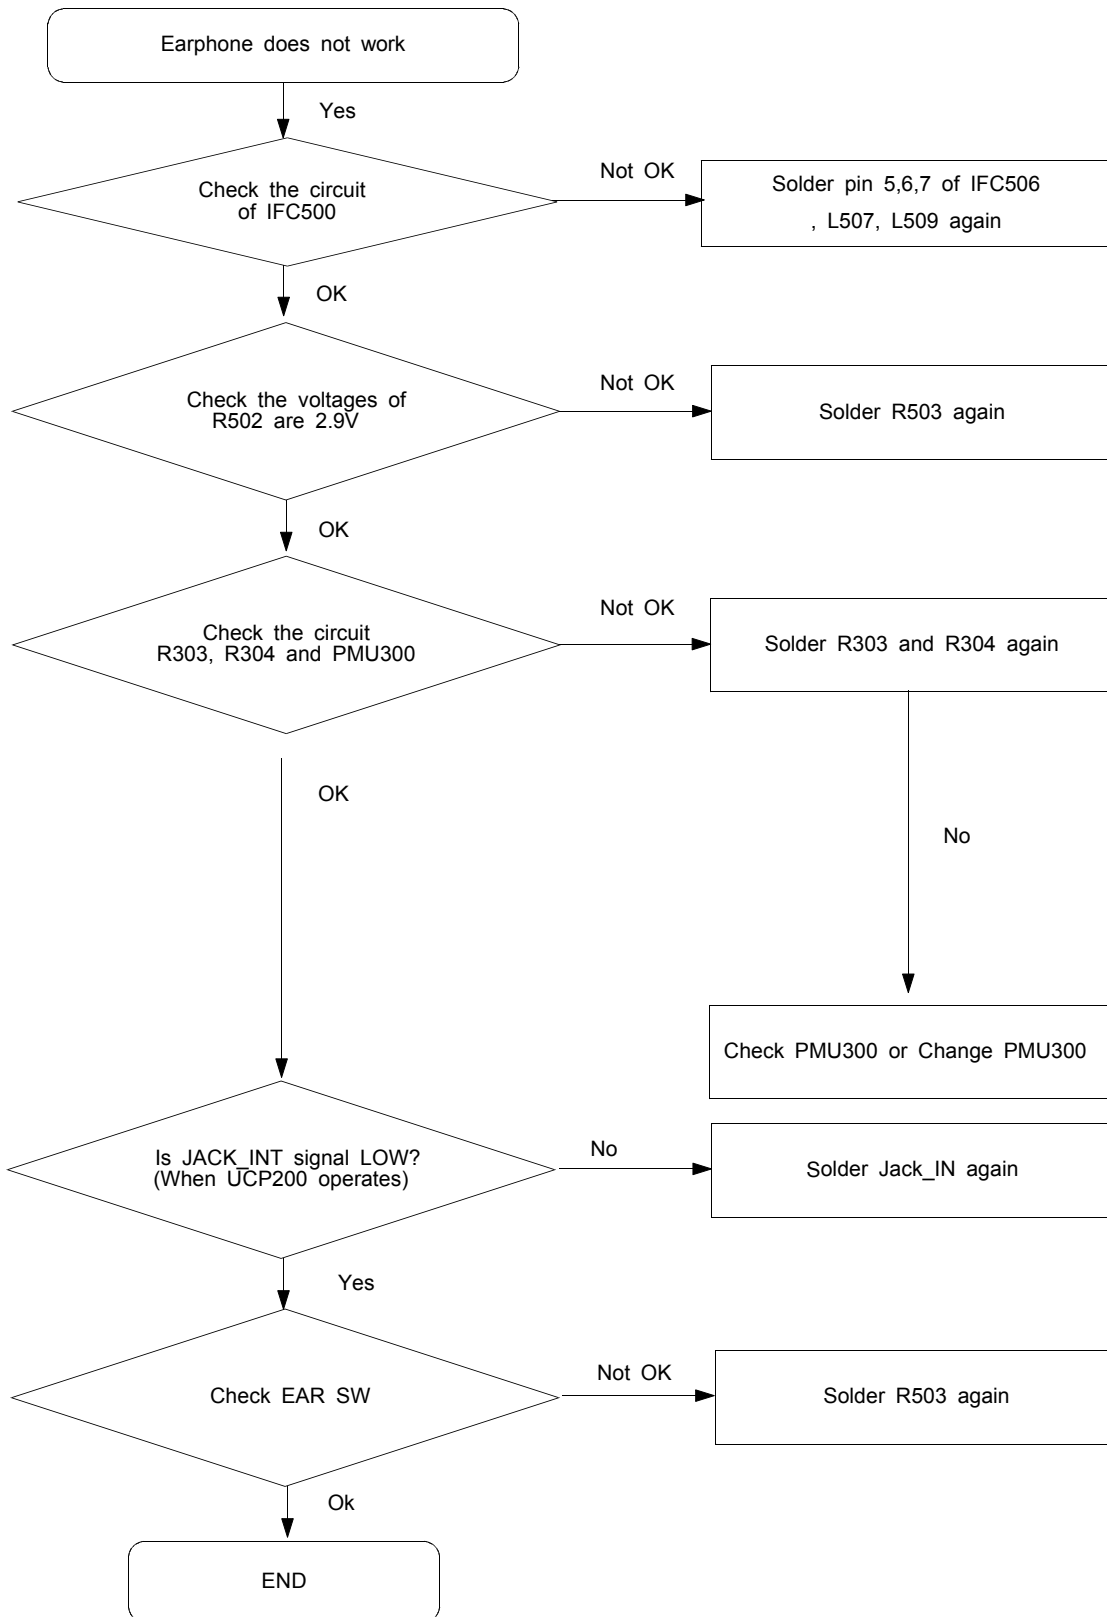 Earphone does not work
Yes
Check the circuit
of IFC500
Not OK
Solder pin 5,6,7 of IFC506
, L507, L509 again
OK
Check the voltages of
R502 are 2.9V
Not OK
Solder R503 again
OK
Check the circuit
R303, R304 and PMU300
Not OK
Solder R303 and R304 again
OK
No
Check PMU300 or Change PMU300
Is JACK_INT signal LOW?
(When UCP200 operates)
No
Solder Jack_IN again
Yes
Check EAR SW
Not OK
Solder R503 again
Ok
END